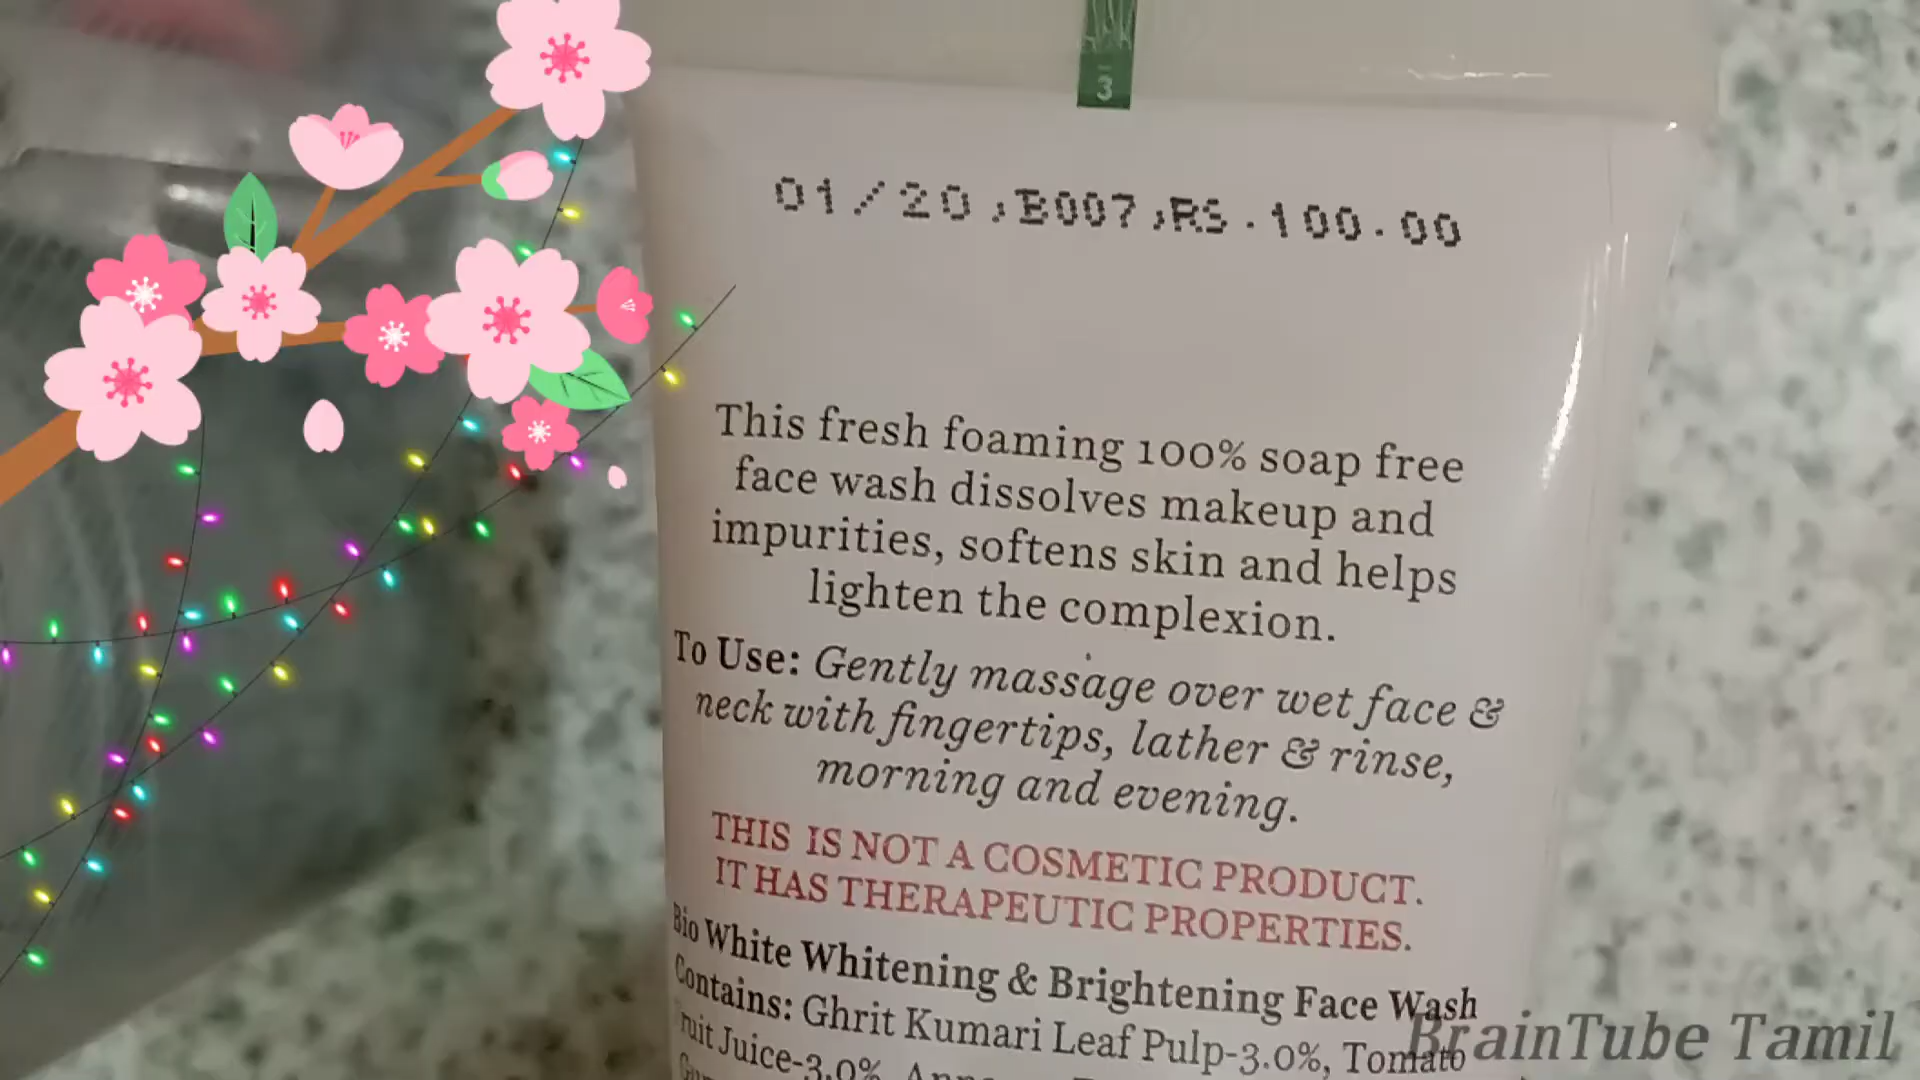 3
01/20,B007,RS.100.00
This fresh foaming 100% soap free
face wash dissolves makeup and
impurities, softens skin and helps
lighten the complexion.
To Use: Gently massage over wet face &
neck with fingertips, lather & rinse,
morning and evening.
THIS IS NOT A COSMETIC PRODUCT.
IT HAS THERAPEUTIC PROPERTIES.
Bio White Whitening & Brightening Face Wash
Contains: Ghrit Kumari Leaf Pulp-3.0%, Tomato
Juice-3.0%,
BrainTube Tamil